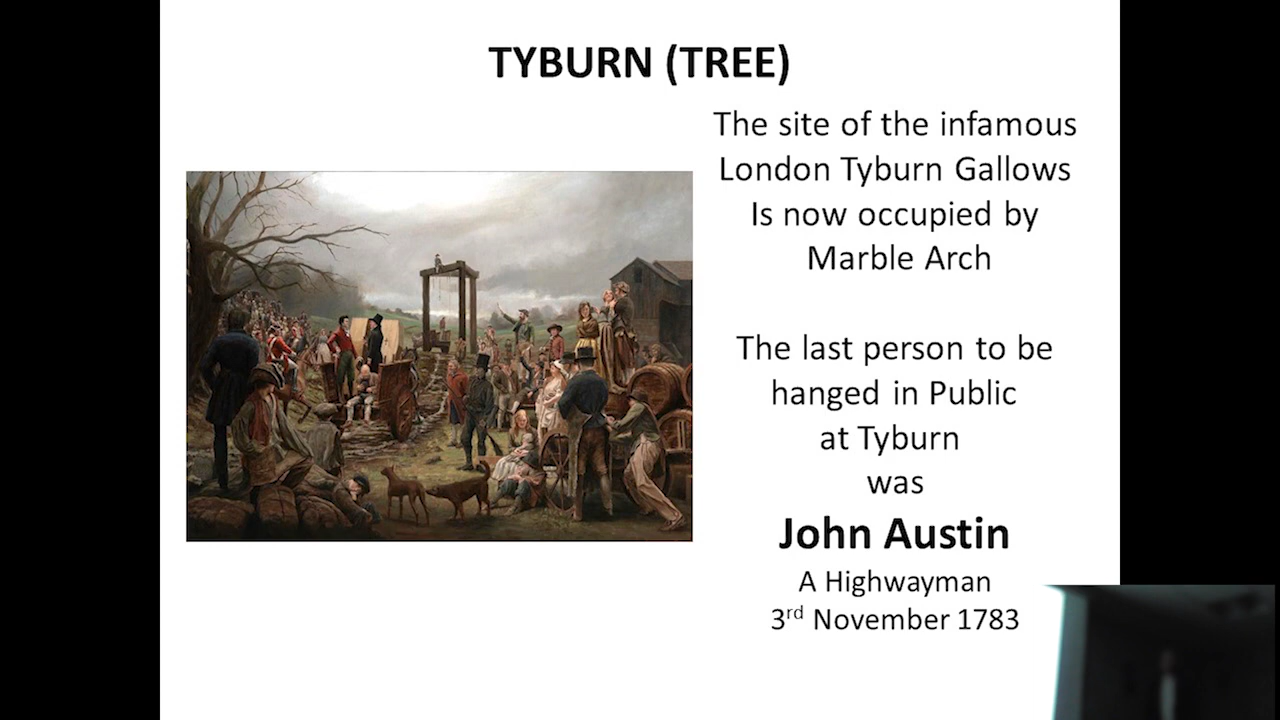 TYBURN (TREE)
The site of the infamous
London Tyburn Gallows
Is now occupied by
Marble Arch
The last person to be
hanged in Public
at Tyburn
was
John Austin
A Highwayman
3rd November 1783